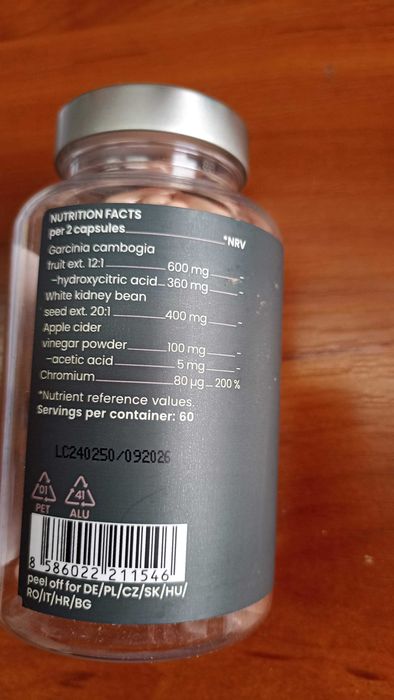 NUTRITION FACTS
per 2 capsules *NRV
Garcinia cambogia
fruit ext. 12:1 600 mg -
-hydroxycitric acid 360 mg -
White kidney bean
seed ext. 20:1 400 mg -
Apple cider
vinegar powder 100 mg -
-acetic acid 5 mg -
Chromium 80 µg 200 %
*Nutrient reference values.
Servings per container: 60
LC240250/092026
01 41
PET ALU
8 586022 211546
peel off for DE/PL/CZ/SK/HU/
RO/IT/HR/BG